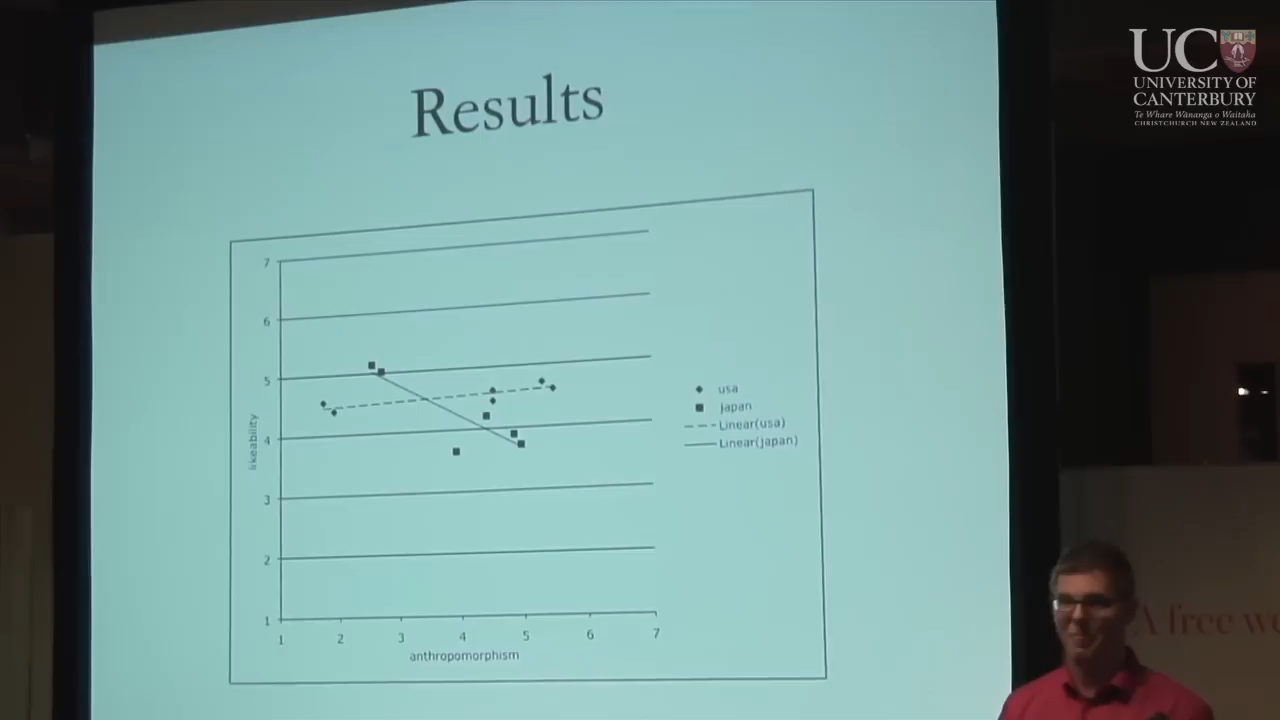 Results
7
6
5
4
3
2
1
likeability
1 2 3 4 5 6 7
anthropomorphism
usa
japan
Linear(usa)
Linear(japan)
UC
UNIVERSITY OF
CANTERBURY
Te Whare Wānanga o Waitaha
CHRISTCHURCH NEW ZEALAND
A free we